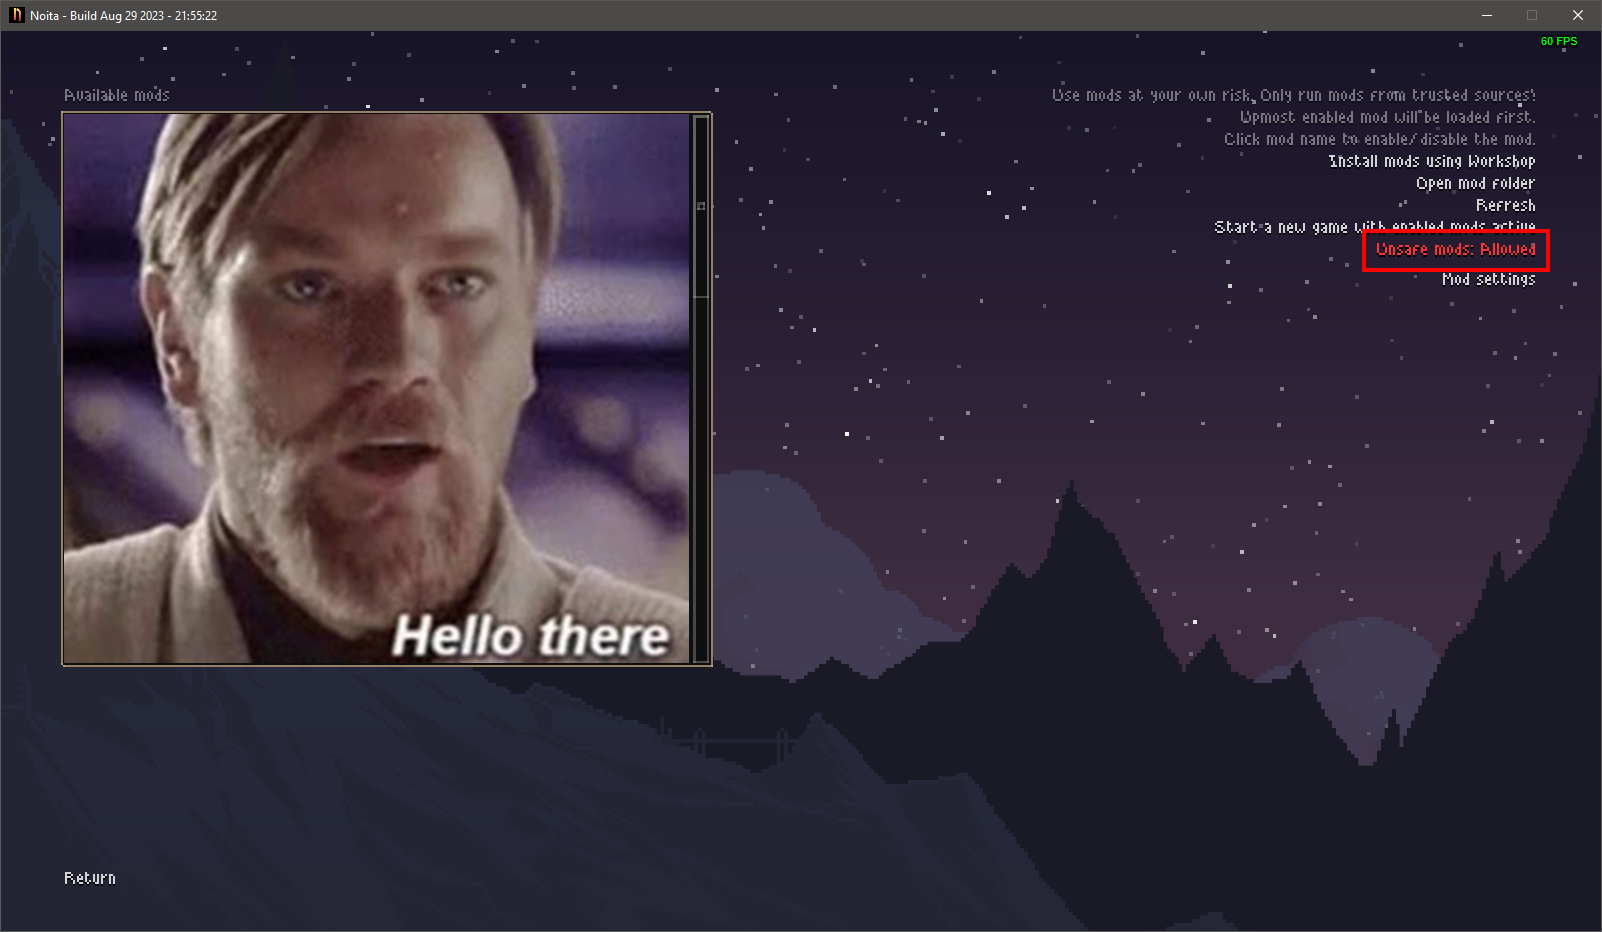 Noita - Build Aug 29 2023 - 21:55:22
60 FPS
Available mods
Use mods at your own risk. Only run mods from trusted sources!
Upmost enabled mod will be loaded first.
Click mod name to enable/disable the mod.
Install mods using Workshop
Open mod folder
Refresh
Start a new game with enabled mods active
Unsafe mods: Allowed
Mod settings
Hello there
Return